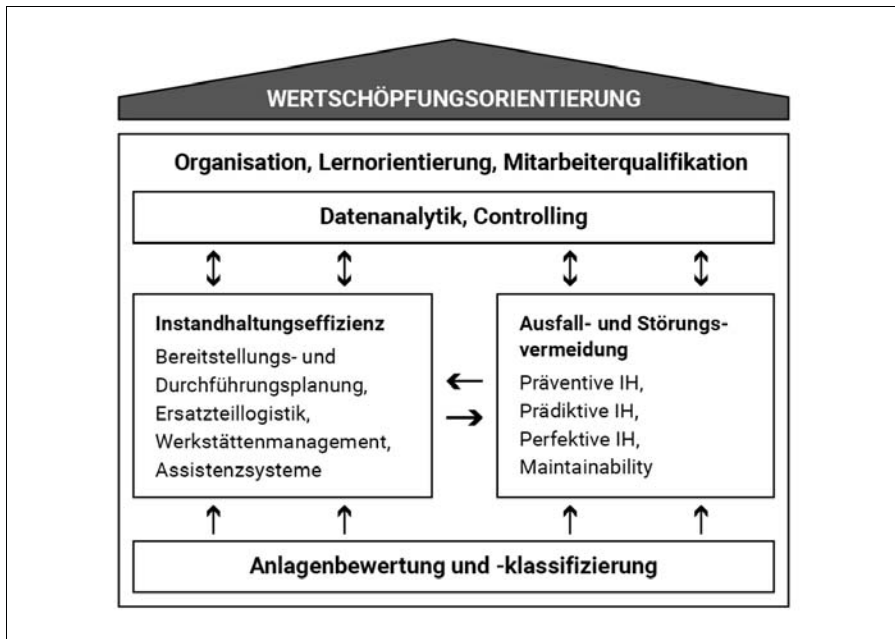 WERTSCHÖPFUNGSORIENTIERUNG
Organisation, Lernorientierung, Mitarbeiterqualifikation
Datenanalytik, Controlling
Instandhaltungseffizienz
Bereitstellungs- und
Durchführungsplanung,
Ersatzteillogistik,
Werkstättenmanagement,
Assistenzsysteme
Ausfall- und Störungs-
vermeidung
Präventive IH,
Prädiktive IH,
Perfektive IH,
Maintainability
Anlagenbewertung und -klassifizierung